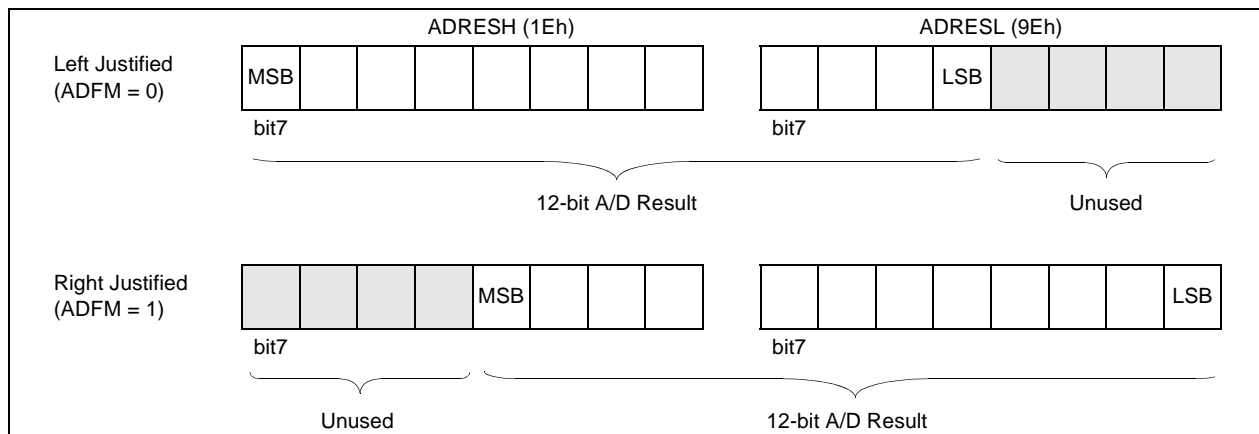 ADRESH (1Eh) ADRESL (9Eh)
Left Justified
(ADFM = 0)
MSB LSB
bit7 bit7
12-bit A/D Result Unused
Right Justified
(ADFM = 1)
MSB LSB
bit7 bit7
Unused 12-bit A/D Result